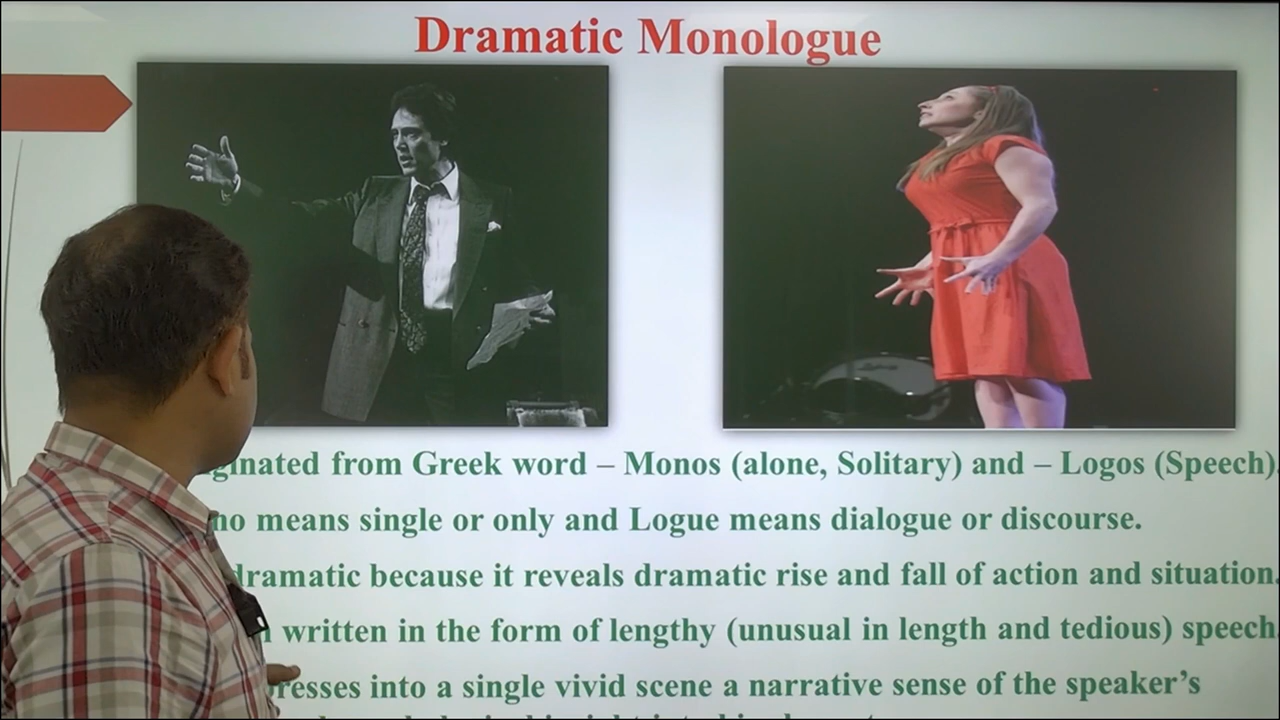 Dramatic Monologue
ginated from Greek word – Monos (alone, Solitary) and – Logos (Speech)
no means single or only and Logue means dialogue or discourse.
dramatic because it reveals dramatic rise and fall of action and situation.
written in the form of lengthy (unusual in length and tedious) speech
presses into a single vivid scene a narrative sense of the speaker's